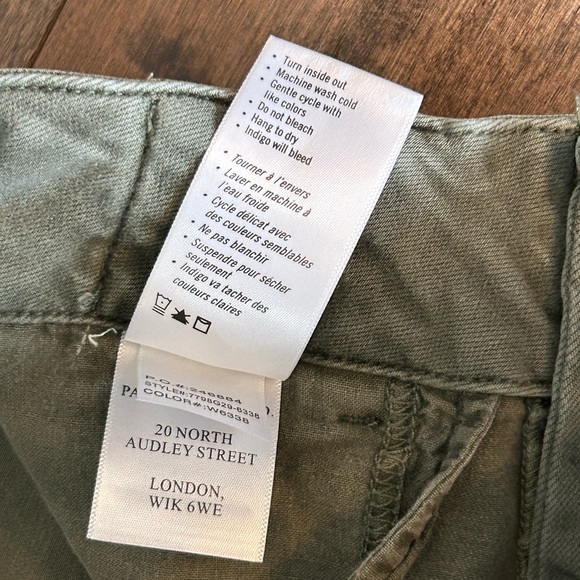 • Turn inside out
• Machine wash cold
• Gentle cycle with
like colors
• Do not bleach
• Hang to dry
• Indigo will bleed
• Tourner à l'envers
• Laver en machine à
l'eau froide
• Cycle délicat avec
des couleurs semblables
• Ne pas blanchir
• Suspendre pour sécher
seulement
• Indigo va tacher des
couleurs claires
P.O.#:246864
STYLE#:7798G29-6338
COLOR#:W6338
20 NORTH
AUDLEY STREET
LONDON,
WIK 6WE